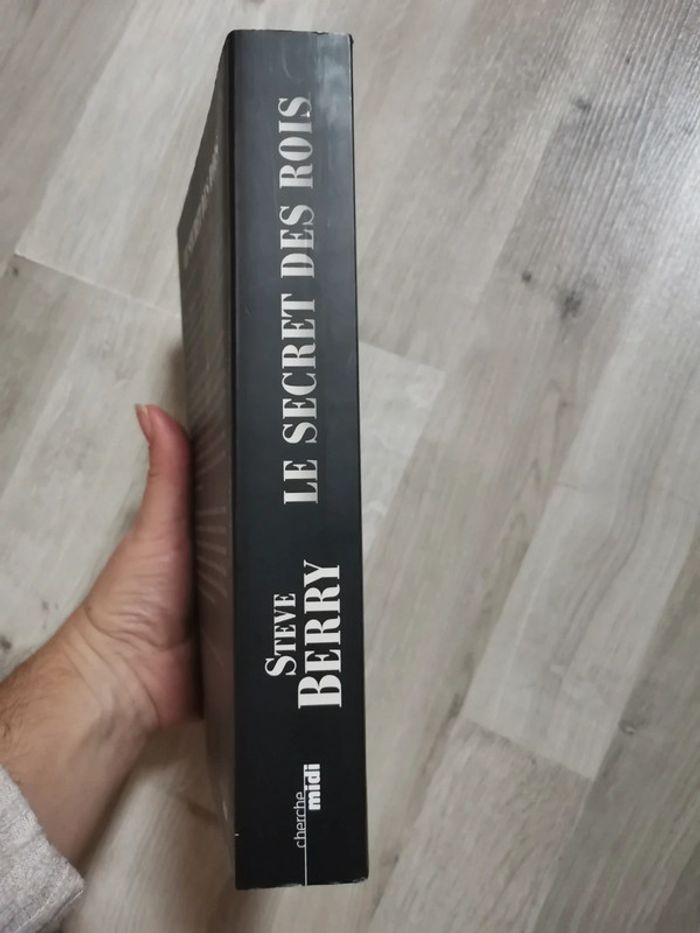 LE SECRET DES ROIS
STEVE
BERRY
cherche
midi